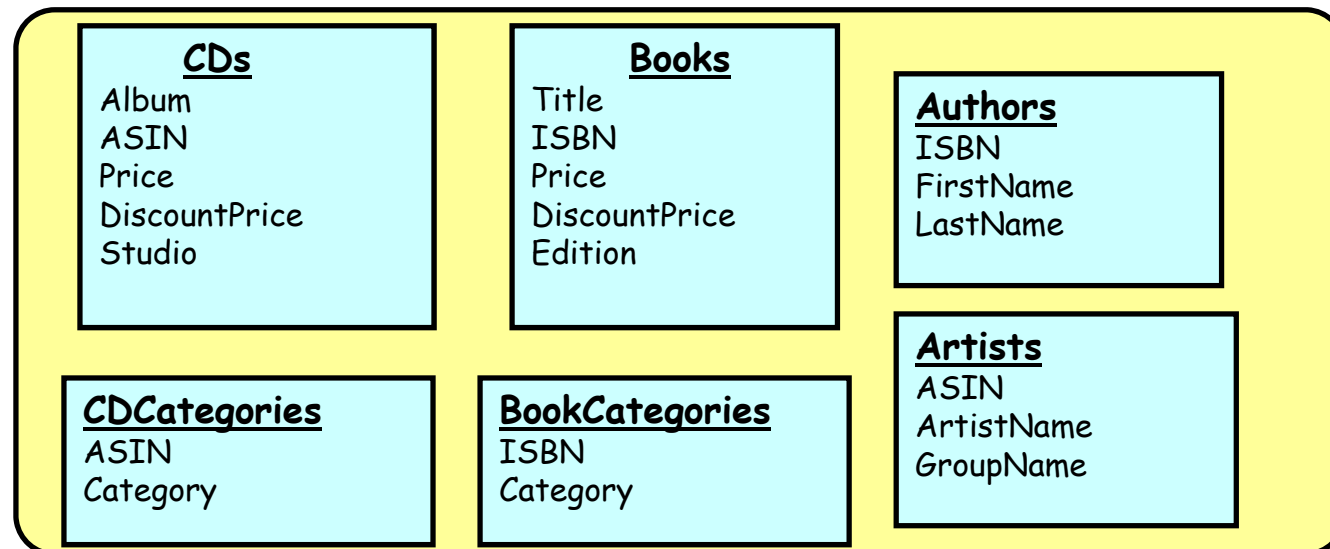 CDs
Album
ASIN
Price
DiscountPrice
Studio
Books
Title
ISBN
Price
DiscountPrice
Edition
Authors
ISBN
FirstName
LastName
CDCategories
ASIN
Category
BookCategories
ISBN
Category
Artists
ASIN
ArtistName
GroupName